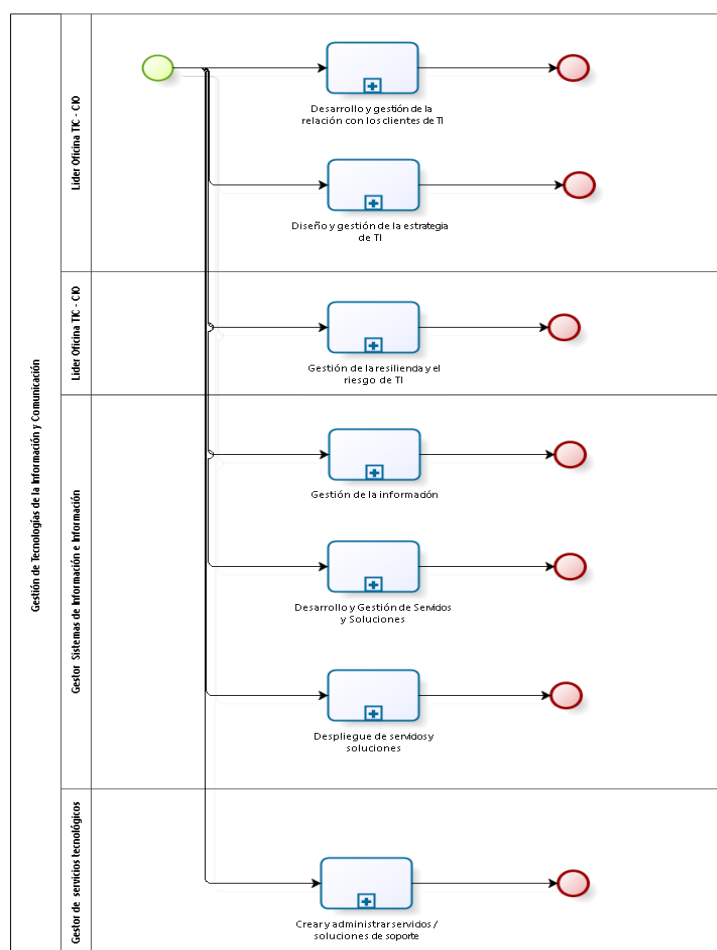 Gestión de Tecnologías de la Información y Comunicación
Lider Oficina TIC - CIO
Desarrollo y gestión de la
relación con los clientes de TI
Diseño y gestión de la estrategia
de TI
Lider Oficina TIC - CIO
Gestión de la resiliencia y el
riesgo de TI
Gestor Sistemas de Información e Información
Gestión de la información
Desarrollo y Gestión de Servicios
y Soluciones
Despliegue de servicios y
soluciones
Gestor de servicios tecnológicos
Crear y administrar servicios /
soluciones de soporte